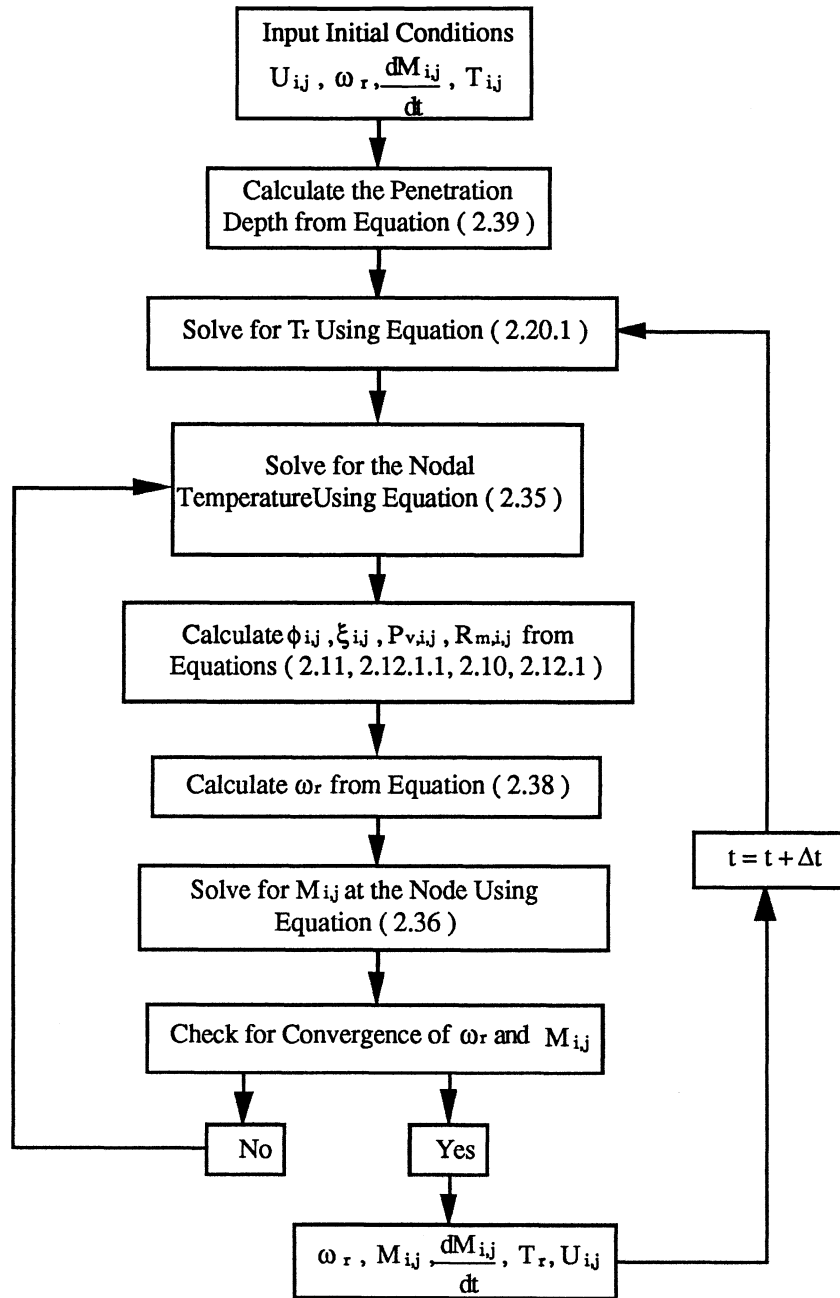 Input Initial Conditions
U i,j , ω r , dM i,j / dt , T i,j
Calculate the Penetration
Depth from Equation ( 2.39 )
Solve for Tr Using Equation ( 2.20.1 )
Solve for the Nodal
TemperatureUsing Equation ( 2.35 )
Calculate ϕ i,j , ξ i,j , P v,i,j , R m,i,j from
Equations ( 2.11, 2.12.1.1, 2.10, 2.12.1 )
Calculate ωr from Equation ( 2.38 )
t = t + Δt
Solve for M i,j at the Node Using
Equation ( 2.36 )
Check for Convergence of ωr and M i,j
No
Yes
ω r , M i,j , dM i,j / dt , T r , U i,j